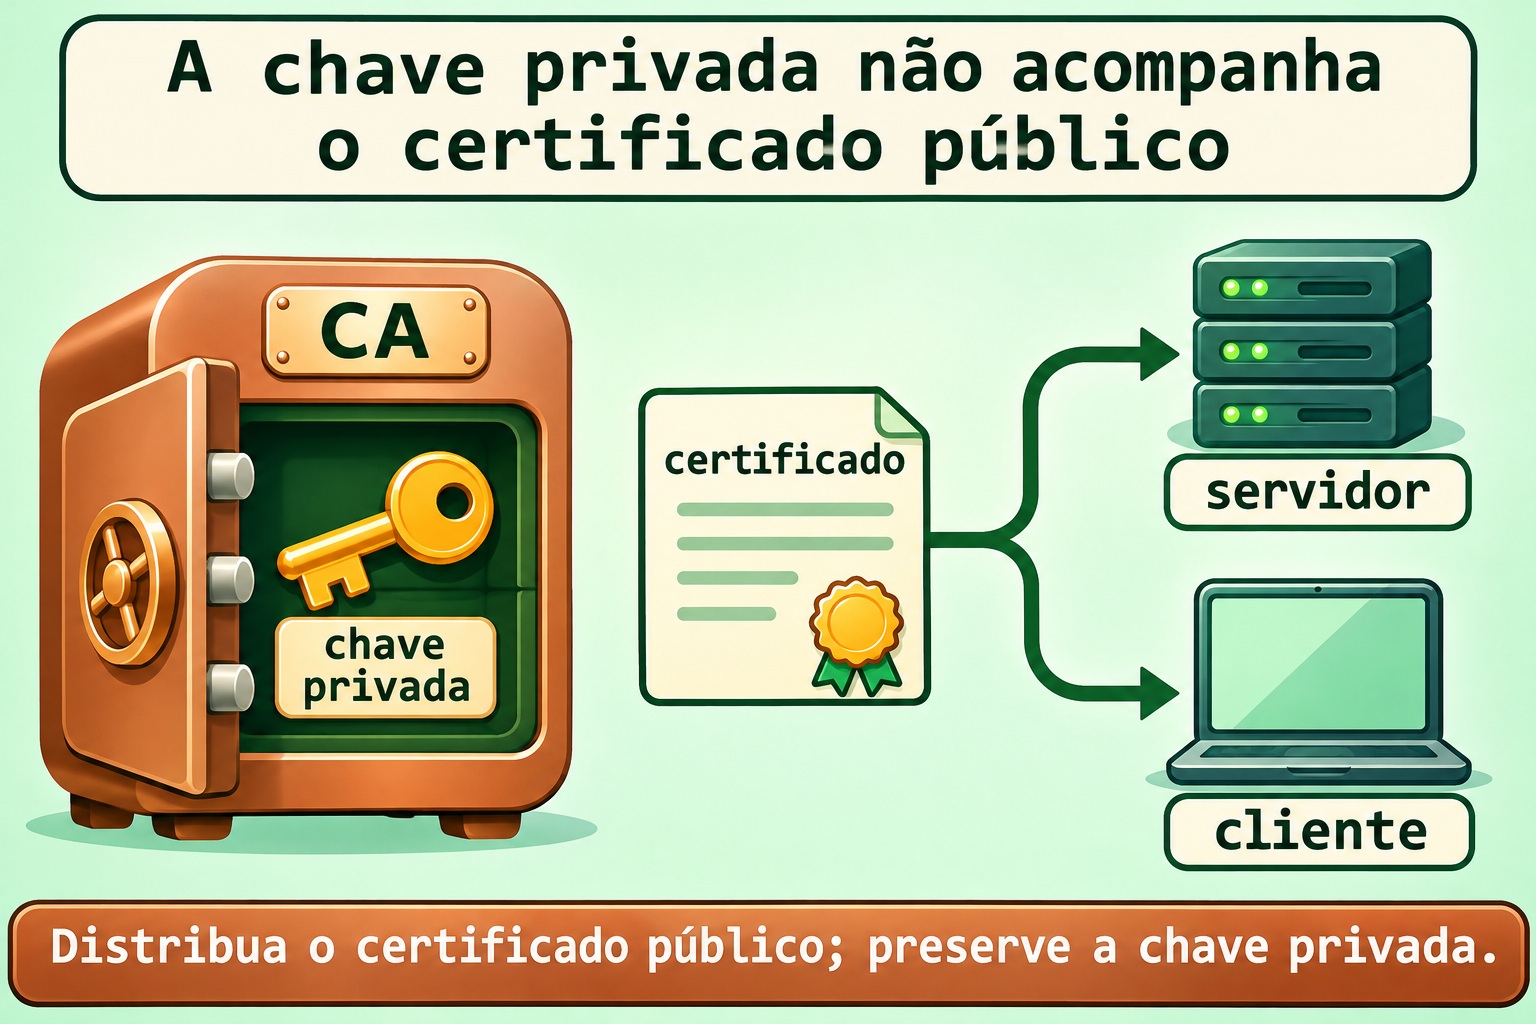 A chave privada não acompanha
o certificado público
CA
chave
privada
certificado
servidor
cliente
Distribua o certificado público; preserve a chave privada.